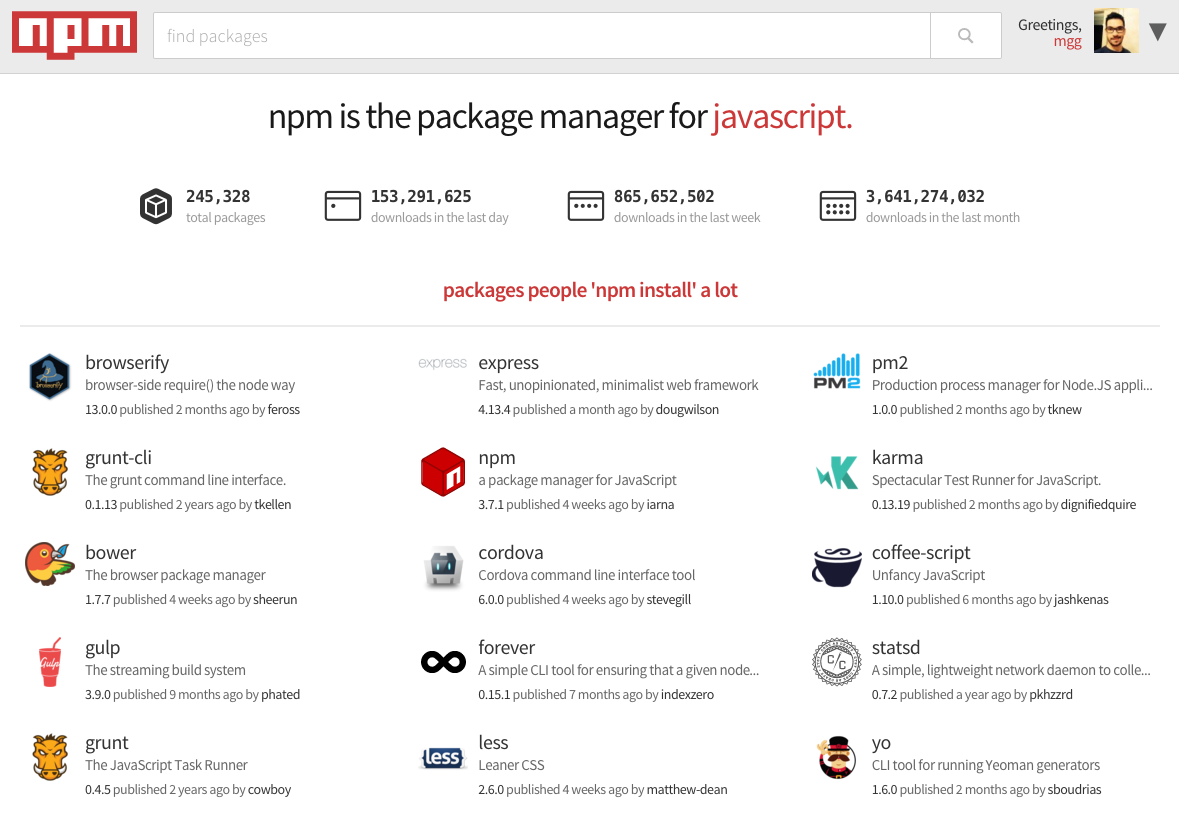 npm
find packages
Greetings,
mgg
npm is the package manager for javascript.
245,328
total packages
153,291,625
downloads in the last day
865,652,502
downloads in the last week
3,641,274,032
downloads in the last month
packages people 'npm install' a lot
browserify
browserify
browser-side require() the node way
13.0.0 published 2 months ago by feross
express
express
Fast, unopinionated, minimalist web framework
4.13.4 published a month ago by dougwilson
PM2
pm2
Production process manager for Node.JS appli...
1.0.0 published 2 months ago by tknew
grunt-cli
The grunt command line interface.
0.1.13 published 2 years ago by tkellen
n
npm
a package manager for JavaScript
3.7.1 published 4 weeks ago by iarna
K
karma
Spectacular Test Runner for JavaScript.
0.13.19 published 2 months ago by dignifiedquire
bower
The browser package manager
1.7.7 published 4 weeks ago by sheerun
cordova
Cordova command line interface tool
6.0.0 published 4 weeks ago by stevegill
coffee-script
Unfancy JavaScript
1.10.0 published 6 months ago by jashkenas
Gulp
gulp
The streaming build system
3.9.0 published 9 months ago by phated
forever
A simple CLI tool for ensuring that a given node...
0.15.1 published 7 months ago by indexzero
C/C
statsd
A simple, lightweight network daemon to colle...
0.7.2 published a year ago by pkhzzrd
grunt
The JavaScript Task Runner
0.4.5 published 2 years ago by cowboy
less
less
Leaner CSS
2.6.0 published 4 weeks ago by matthew-dean
yo
CLI tool for running Yeoman generators
1.6.0 published 2 months ago by sboudrias